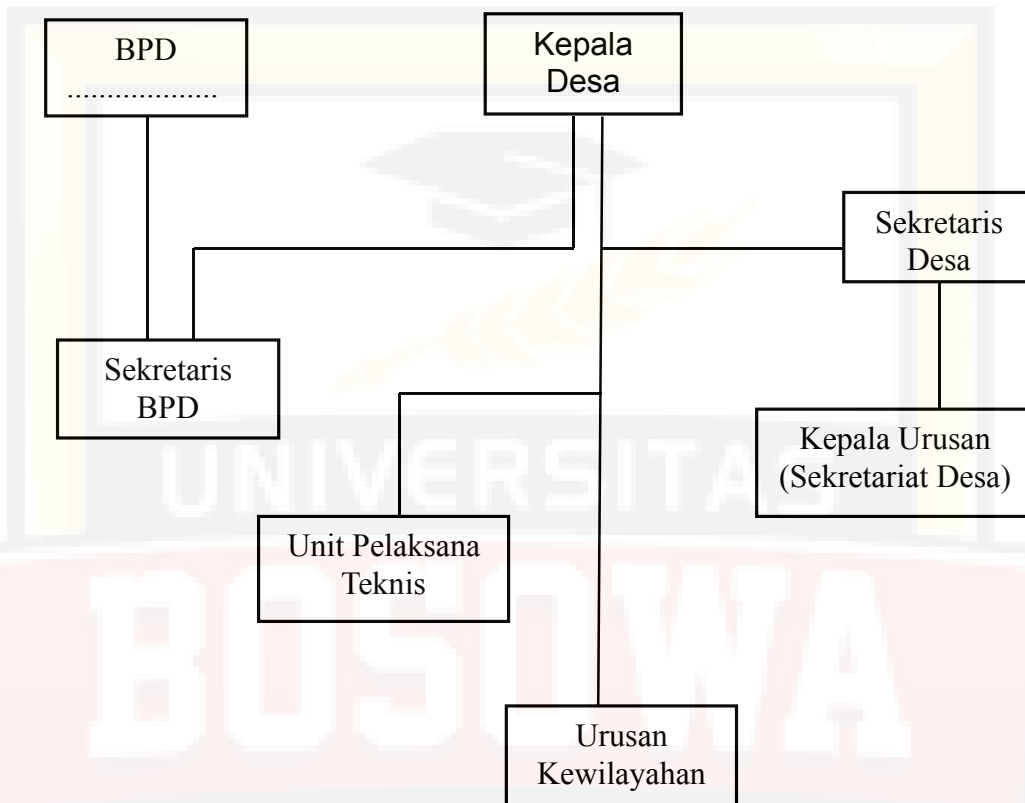 BPD
...................
Kepala
Desa
Sekretaris
Desa
Sekretaris
BPD
Kepala Urusan
(Sekretariat Desa)
UNIVERSITAS
Unit Pelaksana
Teknis
BOSOWA
Urusan
Kewilayahan